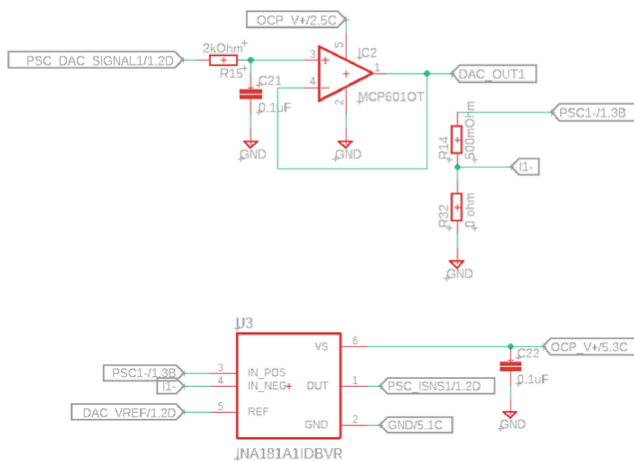 OCP_V+/2.5C
PSC_DAC_SIGNAL1/1.2D
2kOhm
R15
C21
0.1uF
GND
3
4
5
2
1
IC2
MCP601OT
GND
DAC_OUT1
PSC1-/1.3B
R14
500mOhm
I1-
R32
0 ohm
GND
U3
PSC1-/1.3B
I1-
DAC_VREF/1.2D
3
4
5
IN_POS
IN_NEG
REF
VS
OUT
GND
6
1
2
INA181A1IDBVR
OCP_V+/5.3C
PSC_ISNS1/1.2D
GND/5.1C
C22
0.1uF
GND